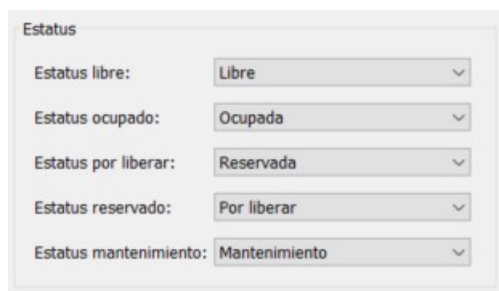 Estatus
Estatus libre: Libre
Estatus ocupado: Ocupada
Estatus por liberar: Reservada
Estatus reservado: Por liberar
Estatus mantenimiento: Mantenimiento